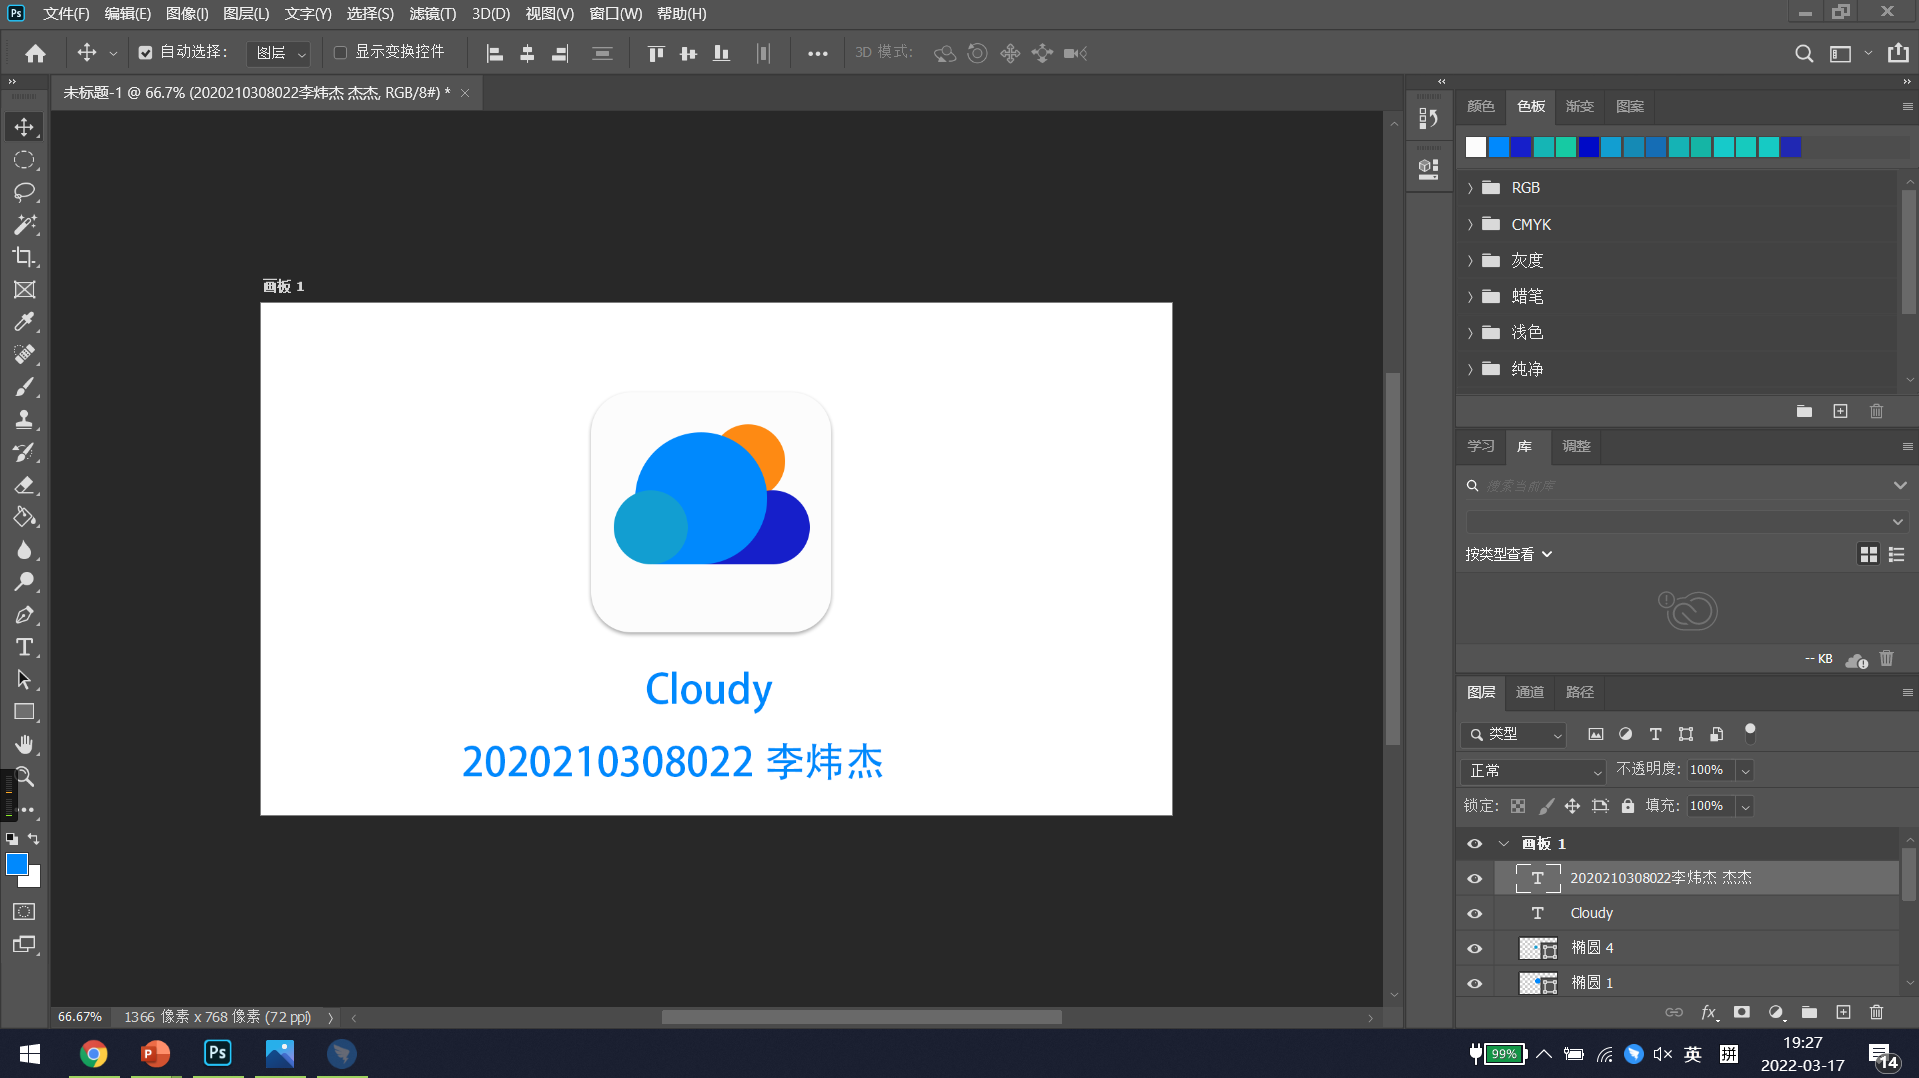 文件(F) 编辑(E) 图像(I) 图层(L) 文字(Y) 选择(S) 滤镜(T) 3D(D) 视图(V) 窗口(W) 帮助(H)
自动选择: 图层 显示变换控件 3D 模式:
未标题-1 @ 66.7% (2020210308022李炜杰 杰杰, RGB/8#) *
颜色 色板 渐变 图案
RGB
CMYK
灰度
蜡笔
浅色
纯净
画板 1
Cloudy
2020210308022 李炜杰
学习 库 调整
搜索当前库
按类型查看
-- KB
图层 通道 路径
类型
正常 不透明度: 100%
锁定: 填充: 100%
画板 1
2020210308022李炜杰 杰杰
Cloudy
椭圆 4
椭圆 1
66.67% 1366 像素 x 768 像素 (72 ppi)
99% 英 拼
19:27
2022-03-17
14